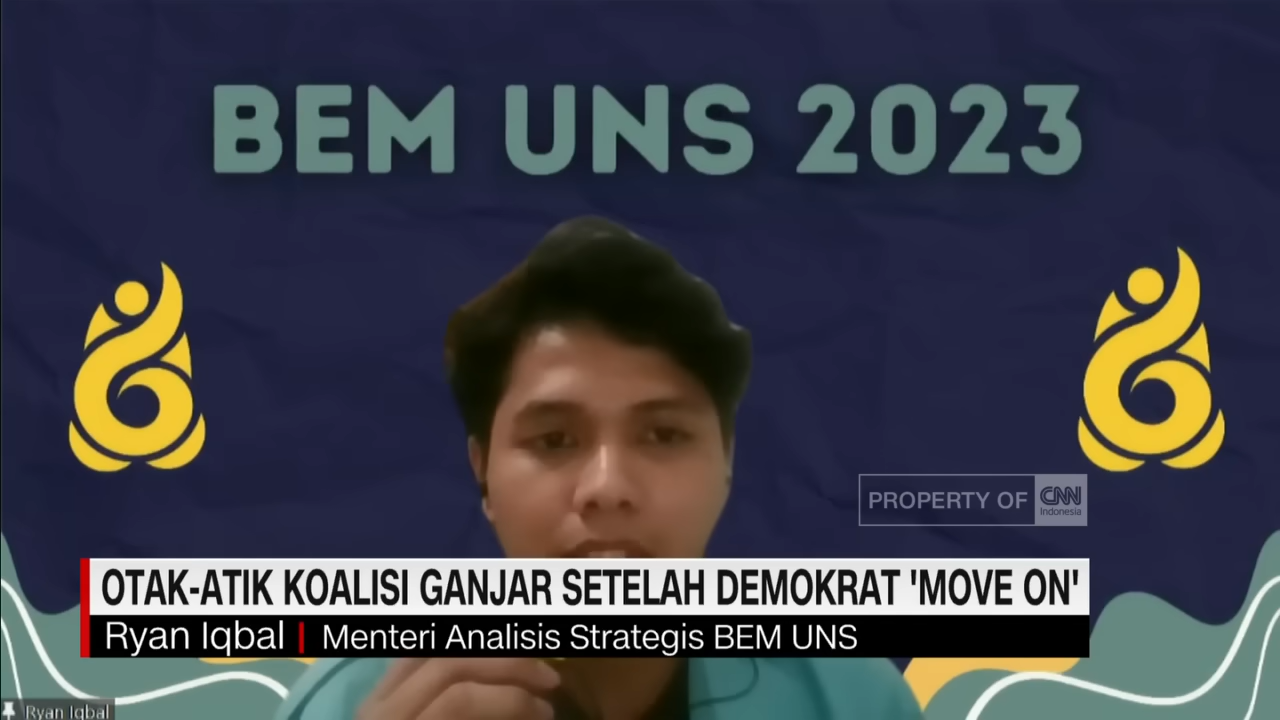 BEM UNS 2023
PROPERTY OF CNN Indonesia
OTAK-ATIK KOALISI GANJAR SETELAH DEMOKRAT 'MOVE ON'
Ryan Iqbal | Menteri Analisis Strategis BEM UNS
Ryan Iqbal